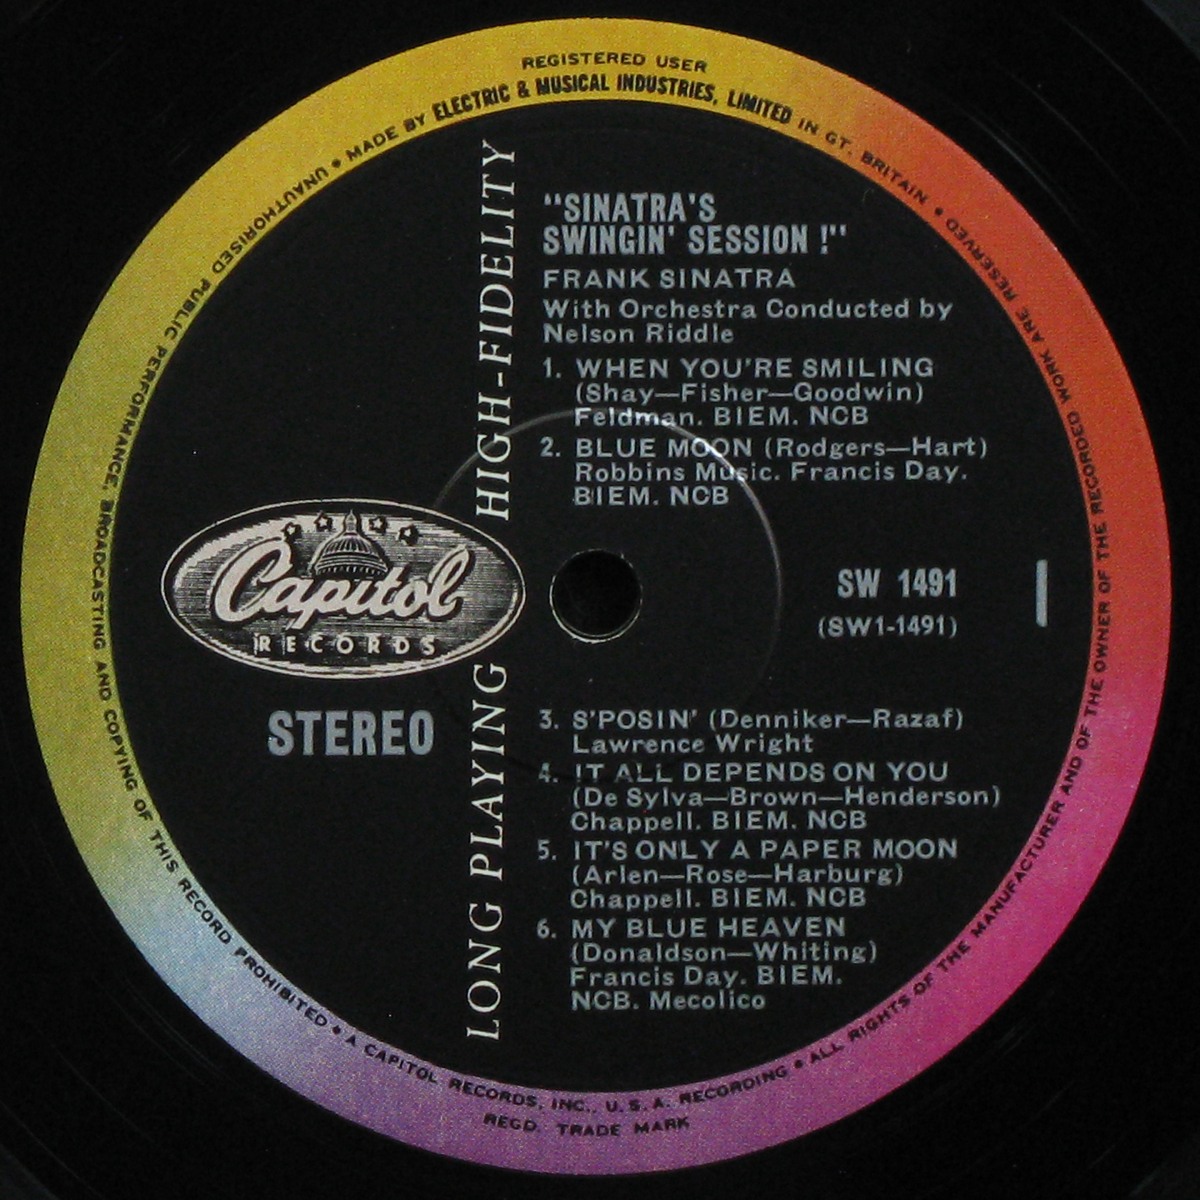 REGISTERED USER
• MADE BY ELECTRIC & MUSICAL INDUSTRIES, LIMITED IN GT. BRITAIN •
ALL RIGHTS OF THE MANUFACTURER AND OF THE OWNER OF THE RECORDED WORK ARE RESERVED
UNAUTHORISED PUBLIC PERFORMANCE, BROADCASTING AND COPYING OF THIS RECORD PROHIBITED •
LONG PLAYING HIGH-FIDELITY
"SINATRA'S
SWINGIN' SESSION !"
FRANK SINATRA
With Orchestra Conducted by
Nelson Riddle
1. WHEN YOU'RE SMILING
(Shay—Fisher—Goodwin)
Feldman. BIEM. NCB
2. BLUE MOON (Rodgers—Hart)
Robbins Music. Francis Day.
BIEM. NCB
Capitol
RECORDS
STEREO
SW 1491
(SW1-1491)
1
3. S'POSIN' (Denniker—Razaf)
Lawrence Wright
4. IT ALL DEPENDS ON YOU
(De Sylva—Brown—Henderson)
Chappell. BIEM. NCB
5. IT'S ONLY A PAPER MOON
(Arlen—Rose—Harburg)
Chappell. BIEM. NCB
6. MY BLUE HEAVEN
(Donaldson—Whiting)
Francis Day. BIEM.
NCB. Mecolico
A CAPITOL RECORDS, INC., U.S.A. RECORDING •
REGD. TRADE MARK